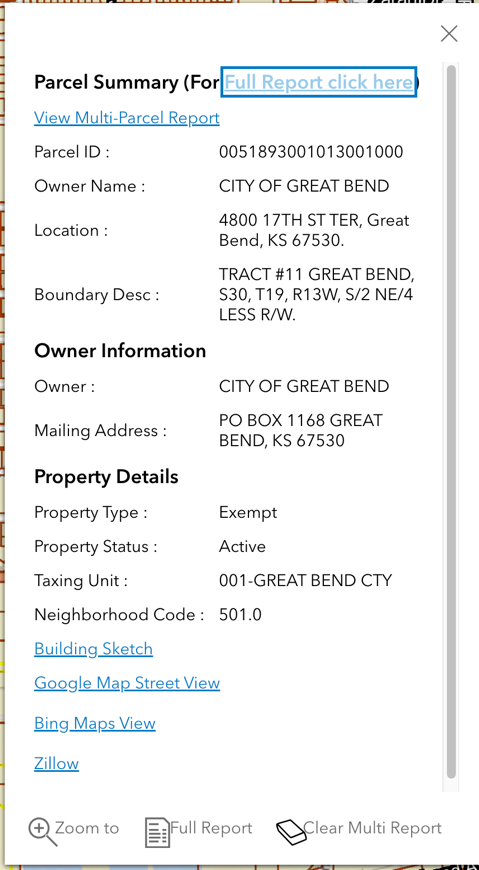 Parcel Summary (For Full Report click here)
View Multi-Parcel Report
Parcel ID : 0051893001013001000
Owner Name : CITY OF GREAT BEND
Location : 4800 17TH ST TER, Great
Bend, KS 67530.
Boundary Desc : TRACT #11 GREAT BEND,
S30, T19, R13W, S/2 NE/4
LESS R/W.
Owner Information
Owner : CITY OF GREAT BEND
Mailing Address : PO BOX 1168 GREAT
BEND, KS 67530
Property Details
Property Type : Exempt
Property Status : Active
Taxing Unit : 001-GREAT BEND CTY
Neighborhood Code : 501.0
Building Sketch
Google Map Street View
Bing Maps View
Zillow
Zoom to Full Report Clear Multi Report